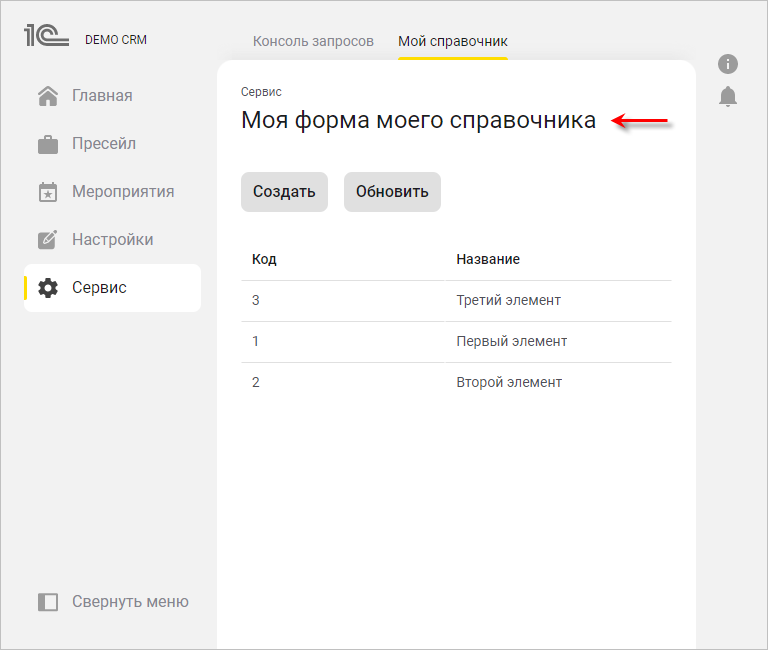 1С DEMO CRM
Консоль запросов Мой справочник
Главная
Пресейл
Мероприятия
Настройки
Сервис
Свернуть меню
Сервис
Моя форма моего справочника
Создать Обновить
Код Название
3 Третий элемент
1 Первый элемент
2 Второй элемент